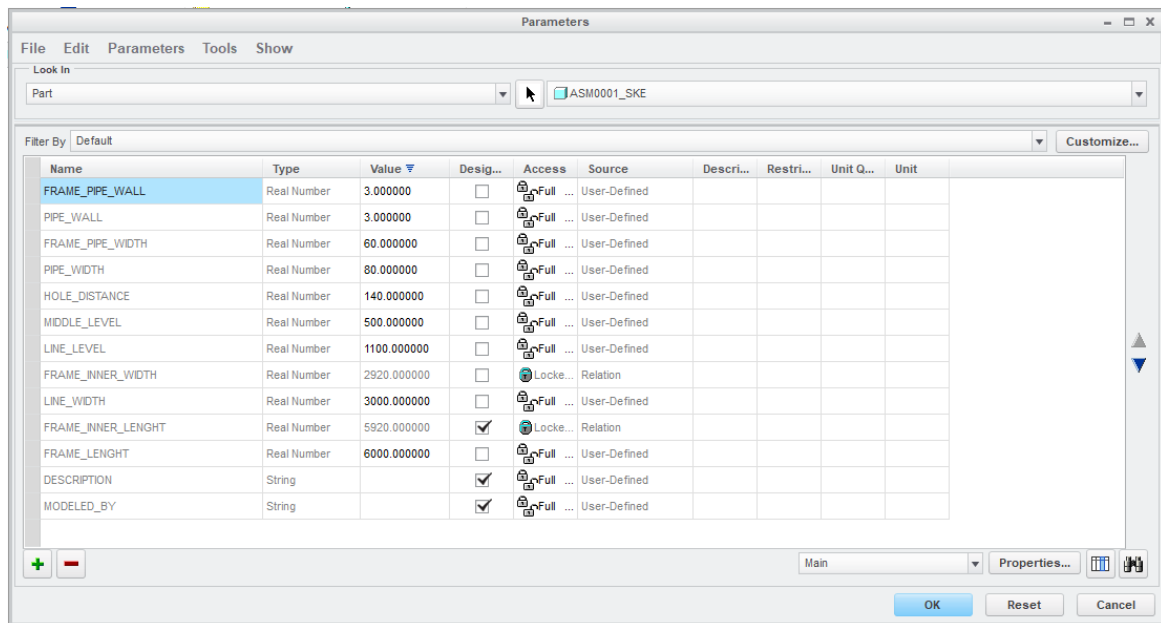 Parameters
File Edit Parameters Tools Show
Look In
Part ASM0001_SKE
Filter By Default Customize...
Name Type Value Desig... Access Source Descri... Restri... Unit Q... Unit
FRAME_PIPE_WALL Real Number 3.000000 Full ... User-Defined
PIPE_WALL Real Number 3.000000 Full ... User-Defined
FRAME_PIPE_WIDTH Real Number 60.000000 Full ... User-Defined
PIPE_WIDTH Real Number 80.000000 Full ... User-Defined
HOLE_DISTANCE Real Number 140.000000 Full ... User-Defined
MIDDLE_LEVEL Real Number 500.000000 Full ... User-Defined
LINE_LEVEL Real Number 1100.000000 Full ... User-Defined
FRAME_INNER_WIDTH Real Number 2920.000000 Locke... Relation
LINE_WIDTH Real Number 3000.000000 Full ... User-Defined
FRAME_INNER_LENGHT Real Number 5920.000000 Locke... Relation
FRAME_LENGHT Real Number 6000.000000 Full ... User-Defined
DESCRIPTION String Full ... User-Defined
MODELED_BY String Full ... User-Defined
Main Properties...
OK Reset Cancel